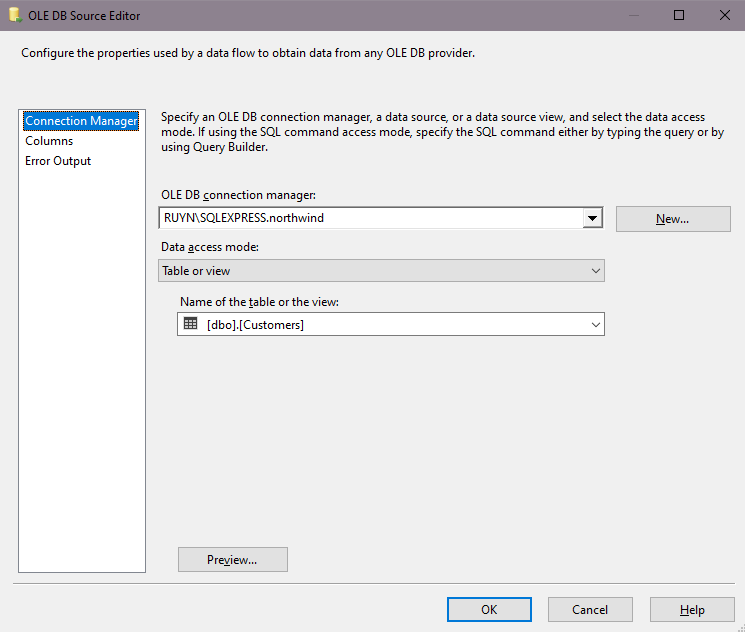 OLE DB Source Editor
Configure the properties used by a data flow to obtain data from any OLE DB provider.
Connection Manager
Columns
Error Output
Specify an OLE DB connection manager, a data source, or a data source view, and select the data access
mode. If using the SQL command access mode, specify the SQL command either by typing the query or by
using Query Builder.
OLE DB connection manager:
RUYN\SQLEXPRESS.northwind
New...
Data access mode:
Table or view
Name of the table or the view:
[dbo].[Customers]
Preview...
OK
Cancel
Help